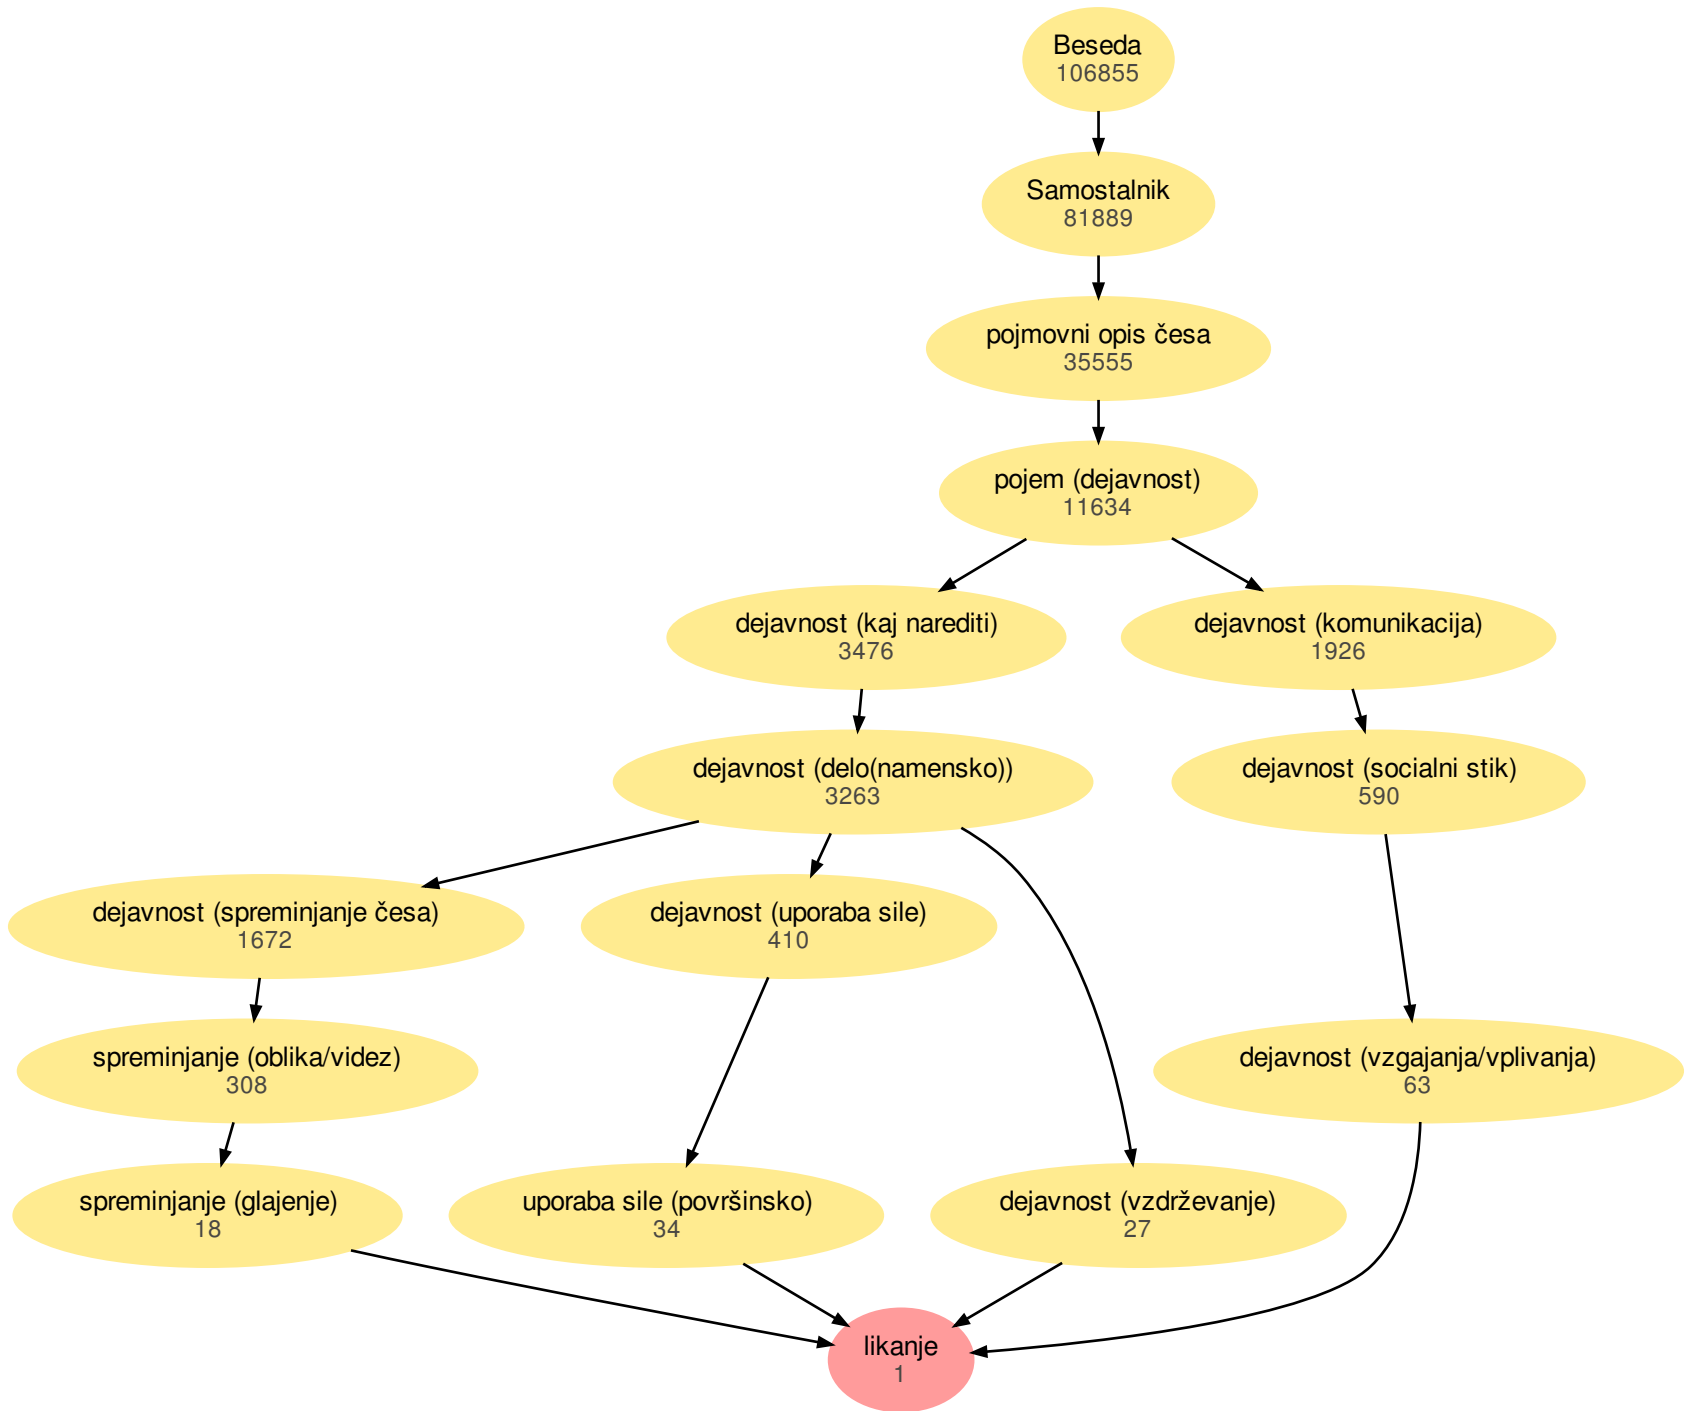 Beseda
106855
Samostalnik
81889
pojmovni opis česa
35555
pojem (dejavnost)
11634
dejavnost (kaj narediti)
3476
dejavnost (komunikacija)
1926
dejavnost (delo(namensko))
3263
dejavnost (socialni stik)
590
dejavnost (spreminjanje česa)
1672
dejavnost (uporaba sile)
410
spreminjanje (oblika/videz)
308
dejavnost (vzgajanja/vplivanja)
63
spreminjanje (glajenje)
18
uporaba sile (površinsko)
34
dejavnost (vzdrževanje)
27
likanje
1